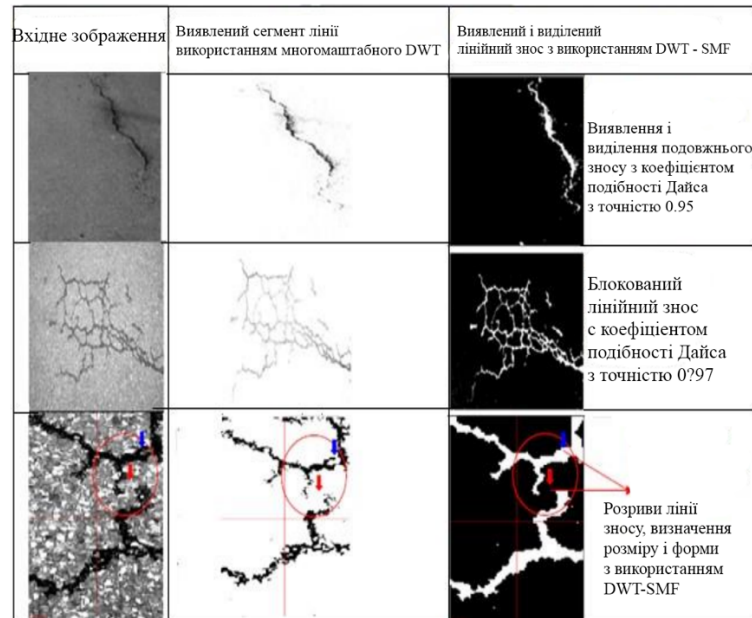 Вхідне зображення
Виявлений сегмент лінії
використанням многомаштабного DWT
Виявлений і виділений
лінійний знос з використанням DWT - SMF
Виявлення і
виділення подовжнього
зносу з коефіцієнтом
подібності Дайса
з точністю 0.95
Блокований
лінійний знос
с коефіціентом
подібності Дайса
з точністю 0?97
Розриви лінії
зносу, визначення
розміру і форми
з використанням
DWT-SMF